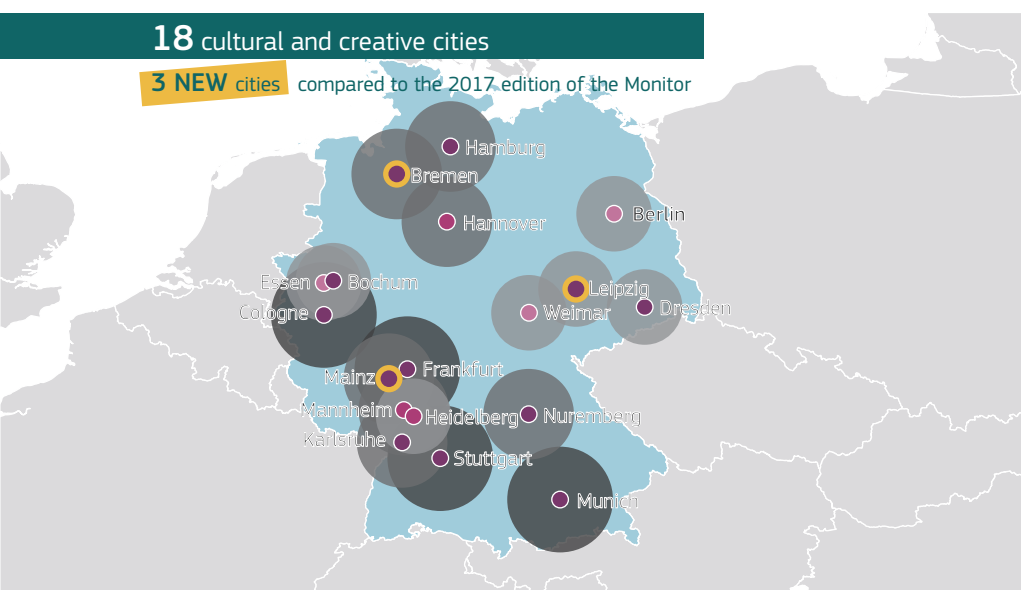 18 cultural and creative cities
3 NEW cities compared to the 2017 edition of the Monitor
Hamburg
Bremen
Berlin
Hannover
Essen
Bochum
Leipzig
Dresden
Cologne
Weimar
Frankfurt
Mainz
Mannheim
Heidelberg
Nuremberg
Karlsruhe
Stuttgart
Munich